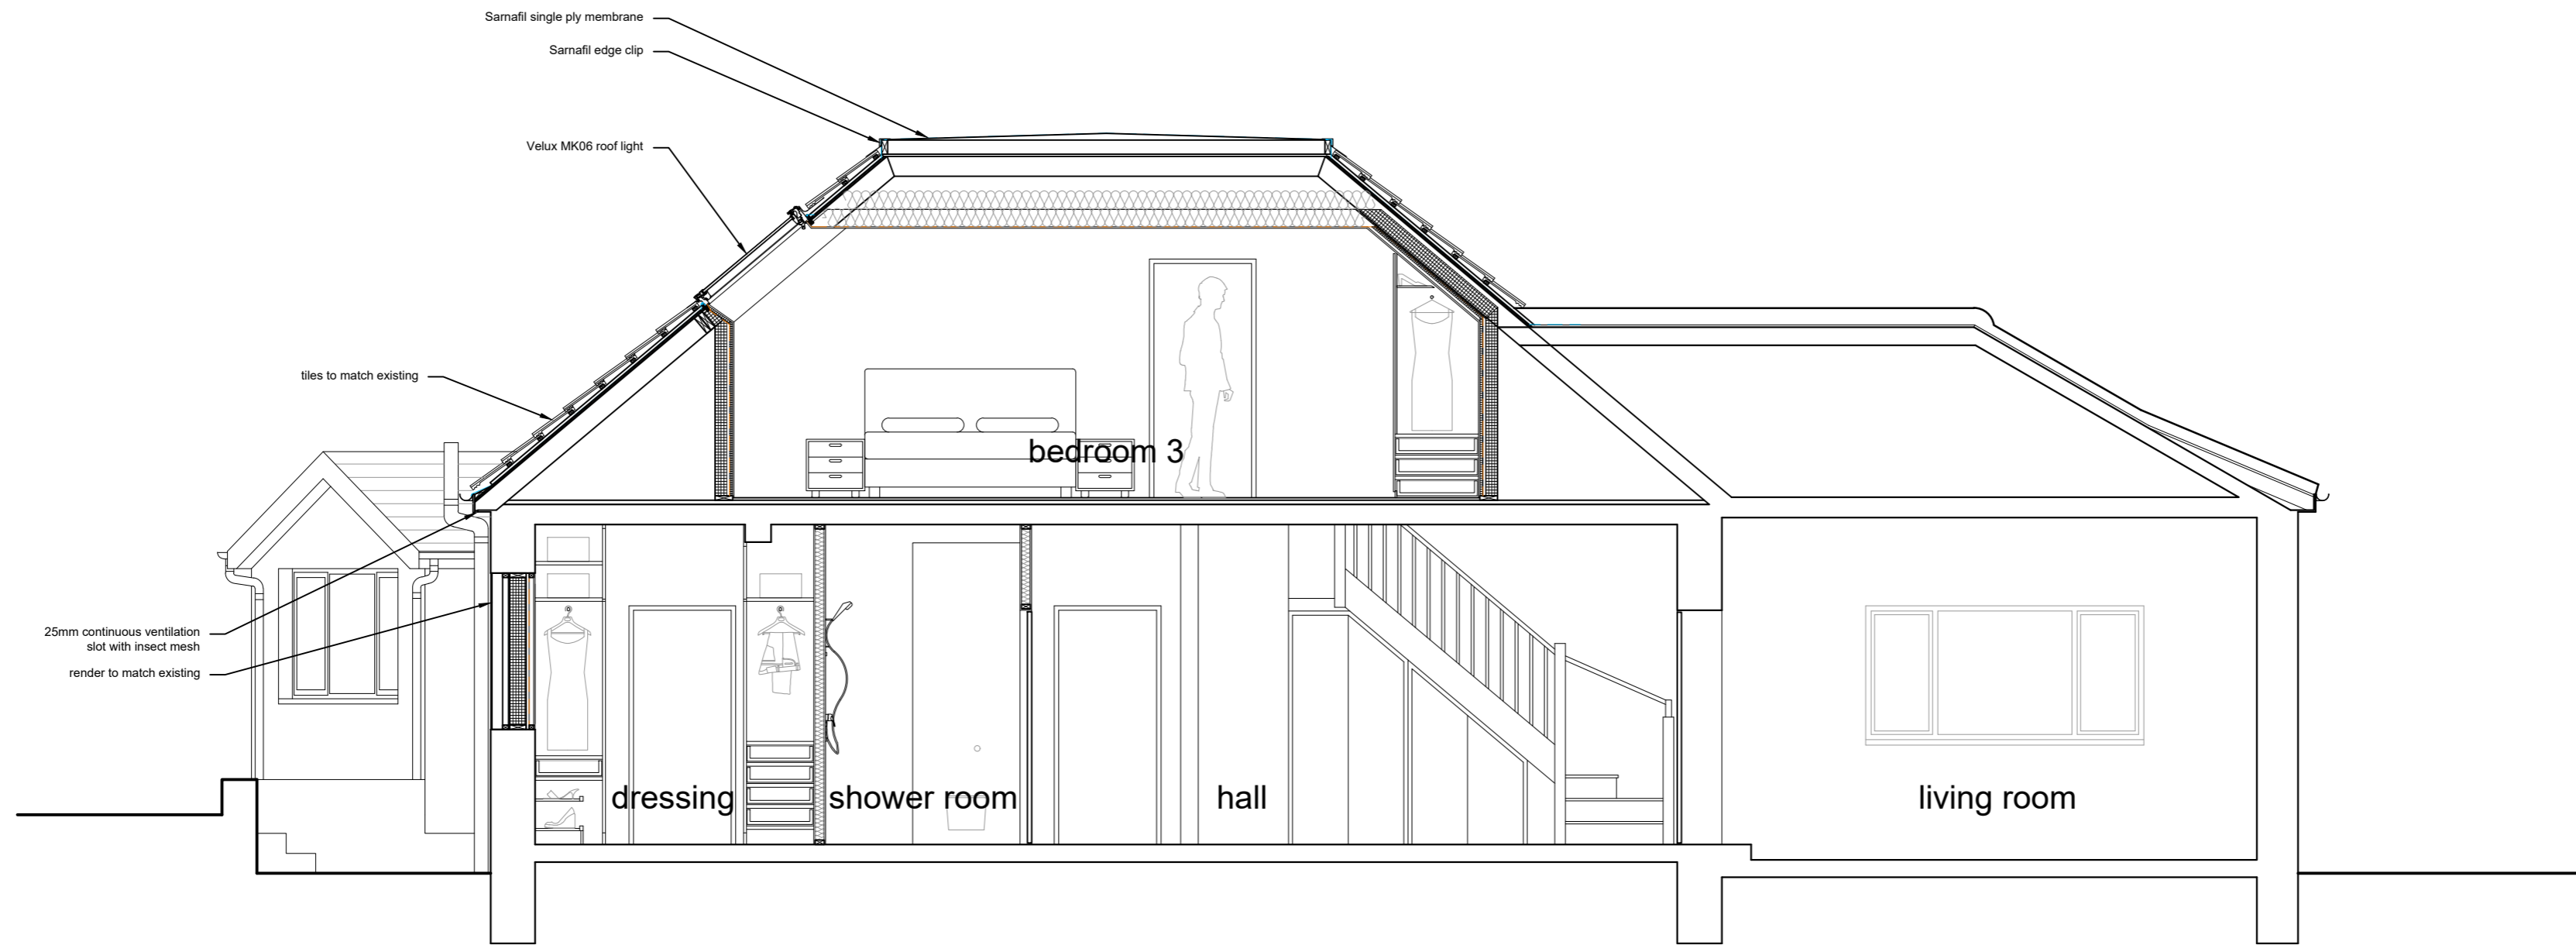 Sarnafil single ply membrane
Sarnafil edge clip
Velux MK06 roof light
tiles to match existing
bedroom 3
25mm continuous ventilation
slot with insect mesh
render to match existing
dressing
shower room
hall
living room